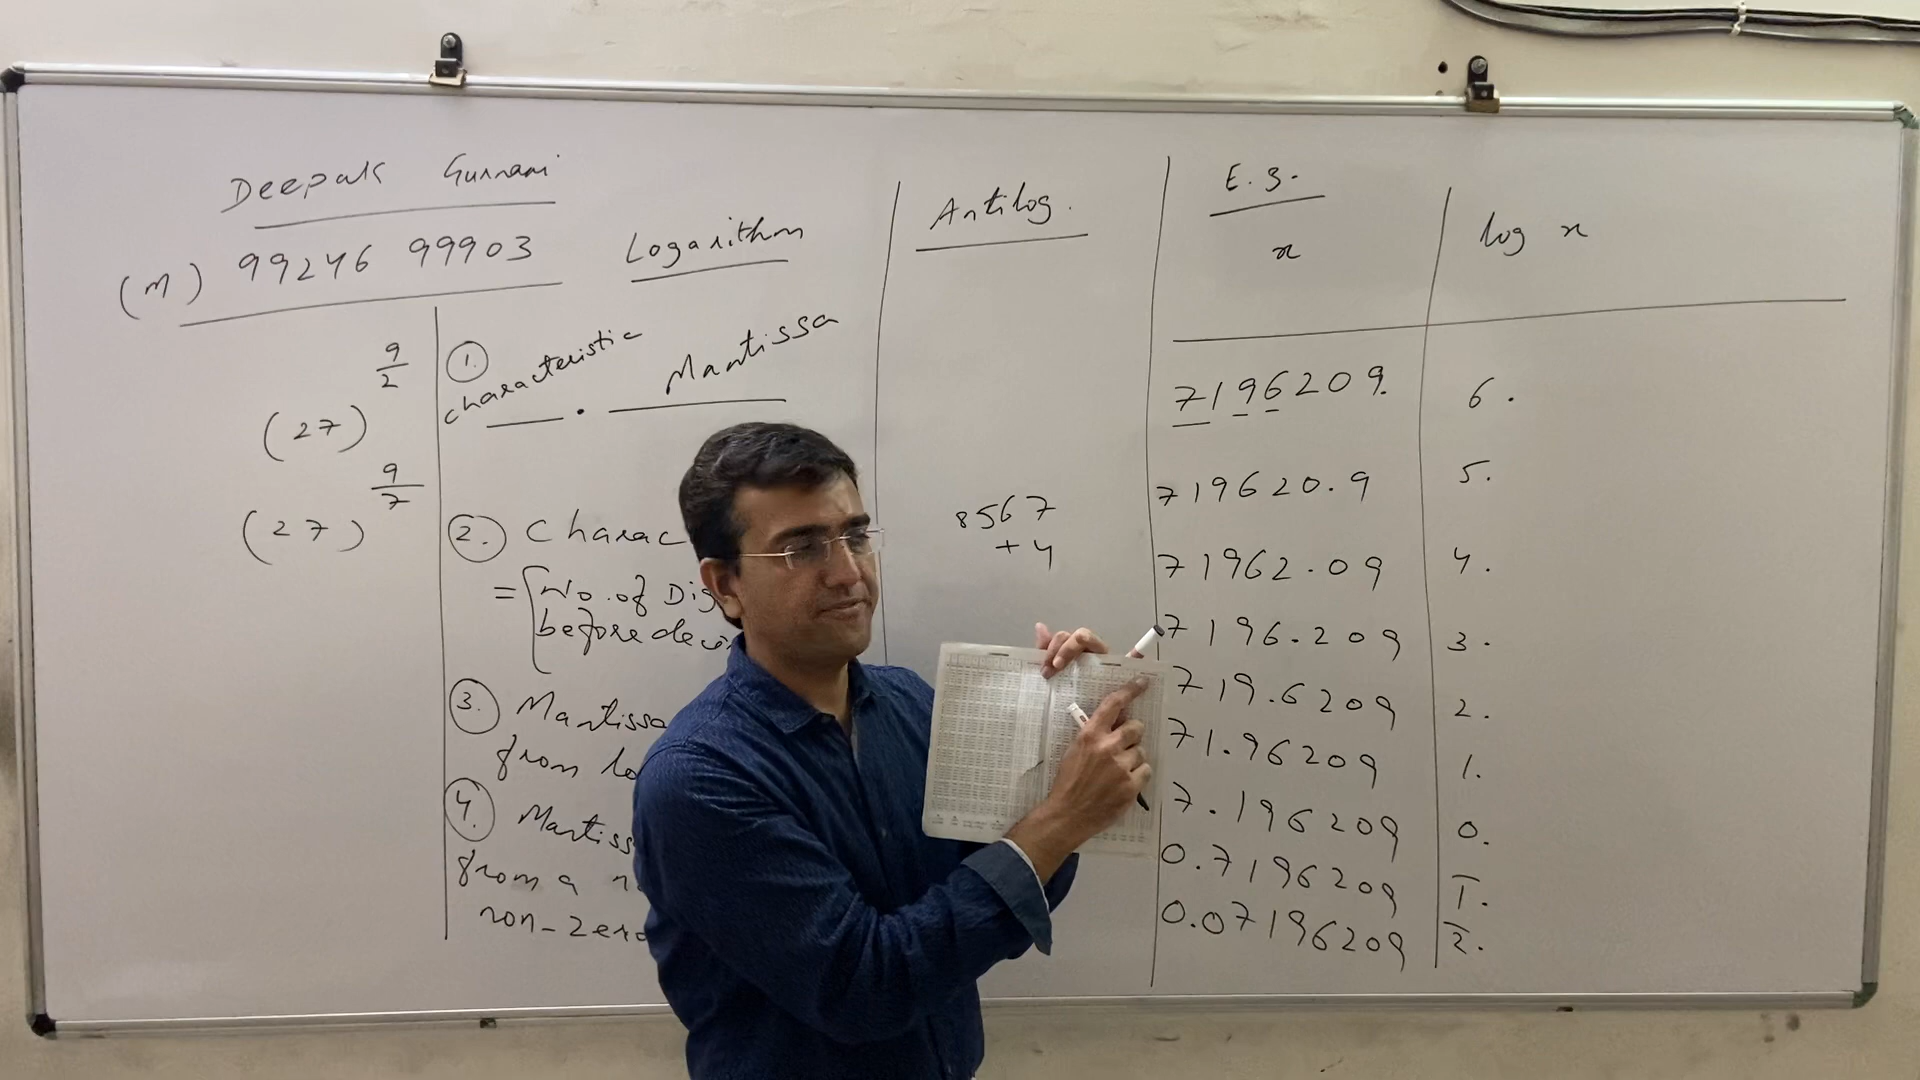 Deepak Gurnani
(M) 99246 99903
Logarithm
(27) 9/2
(27) 9/7
1. characteristic . Mantissa
2. Charac
= [No. of Dig
before deci
3. Mantissa
from lo
4. Mantiss
from a
non-zero
Antilog.
8567
+4
E.g.
x
log x
7196209. 6.
719620.9 5.
71962.09 4.
7196.209 3.
719.6209 2.
71.96209 1.
7.196209 0.
0.7196209 1̅.
0.07196209 2̅.